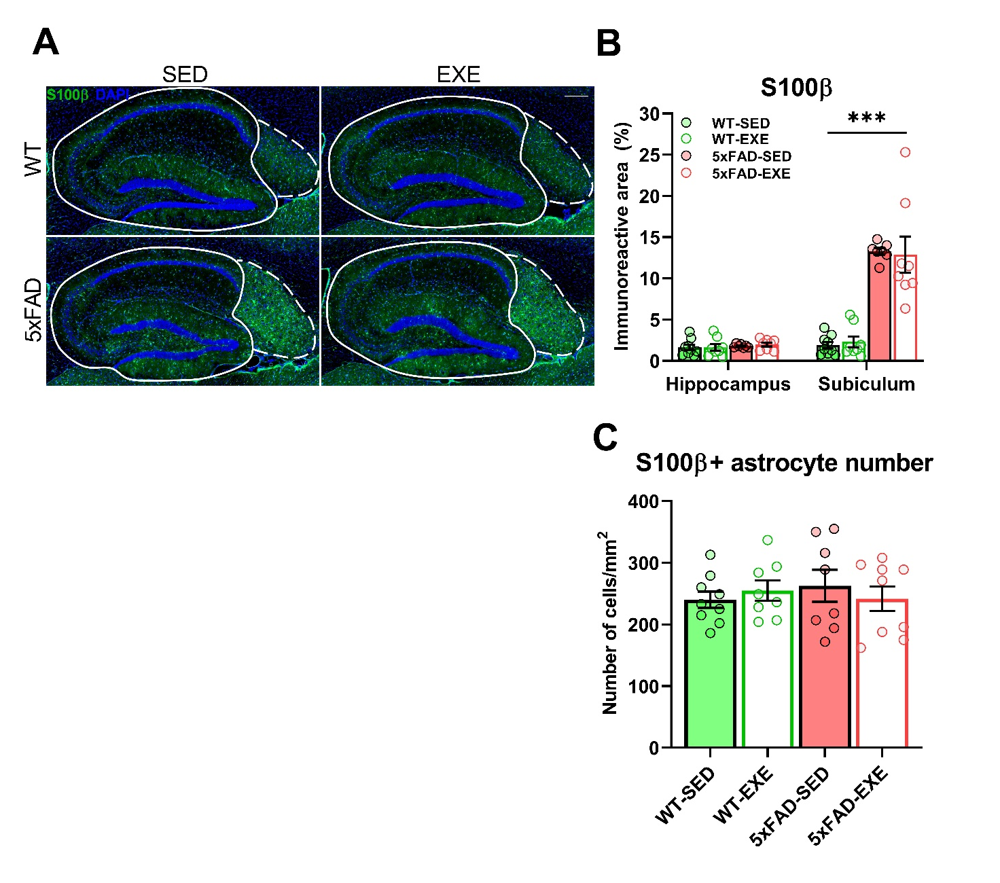 A
SED
EXE
S100β DAPI
WT
5xFAD
B
S100β
Immunoreactive area (%)
30
25
20
15
10
5
0
WT-SED
WT-EXE
5xFAD-SED
5xFAD-EXE
***
Hippocampus
Subiculum
C
S100β+ astrocyte number
Number of cells/mm²
400
300
200
100
0
WT-SED
WT-EXE
5xFAD-SED
5xFAD-EXE